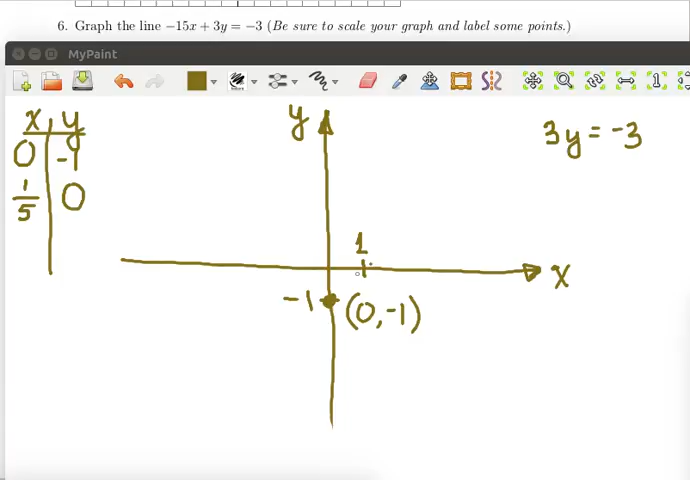 6. Graph the line −15x + 3y = −3 (Be sure to scale your graph and label some points.)
MyPaint
1
x, y
0 -1
1/5 0
y
3y = -3
1
x
-1 (0,-1)